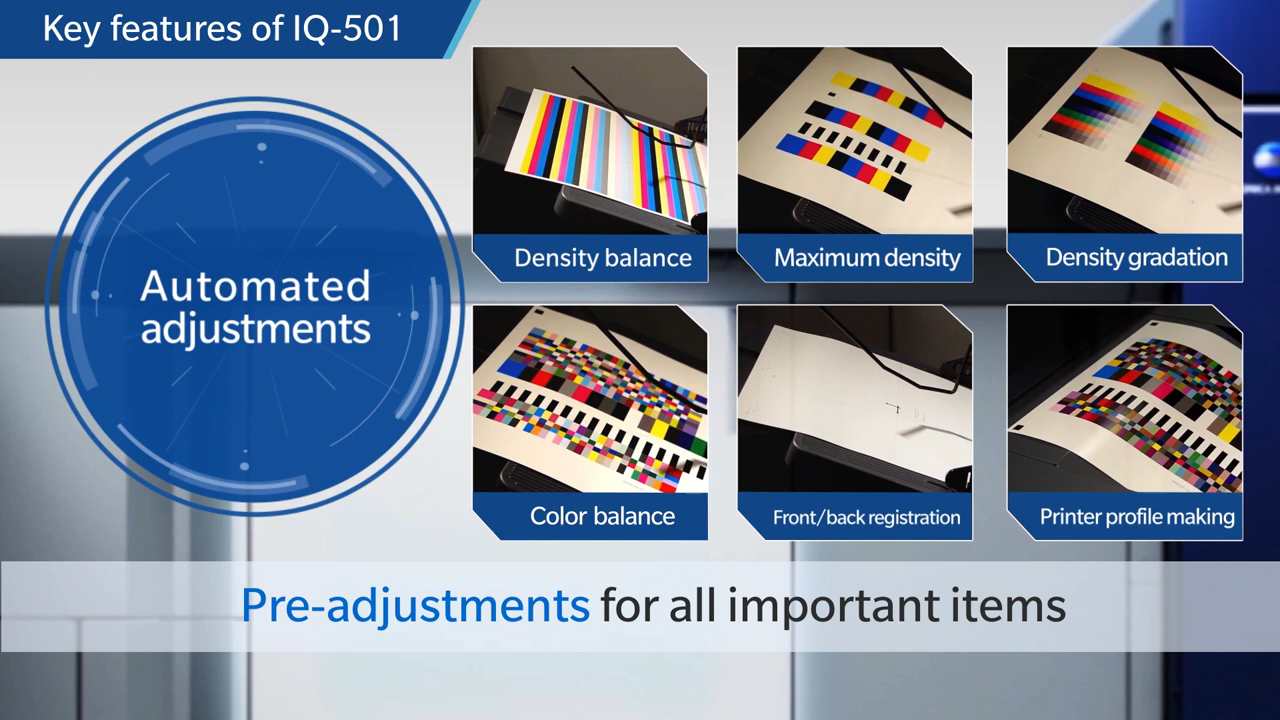 Key features of IQ-501
Automated
adjustments
Density balance
Maximum density
Density gradation
Color balance
Front/back registration
Printer profile making
Pre-adjustments for all important items